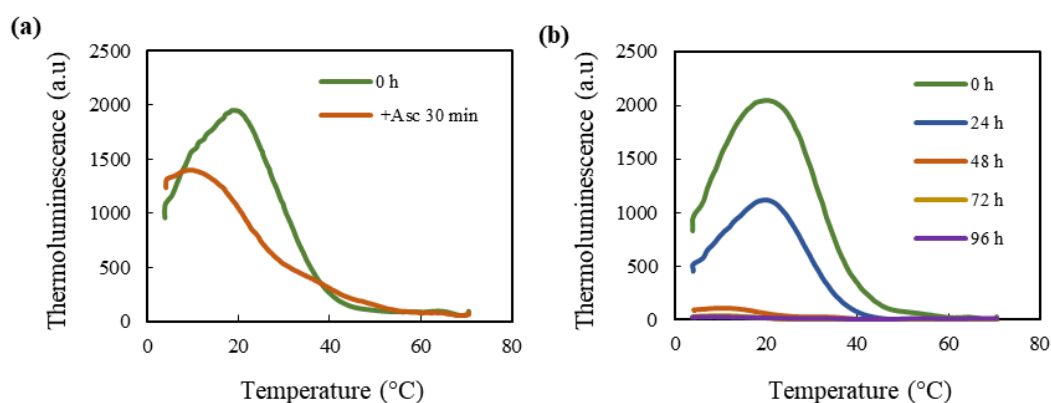 (a)
Thermoluminescence (a.u)
2500
2000
1500
1000
500
0
0 20 40 60 80
Temperature (°C)
0 h
+Asc 30 min
(b)
Thermoluminescence (a.u)
2500
2000
1500
1000
500
0
0 20 40 60 80
Temperature (°C)
0 h
24 h
48 h
72 h
96 h